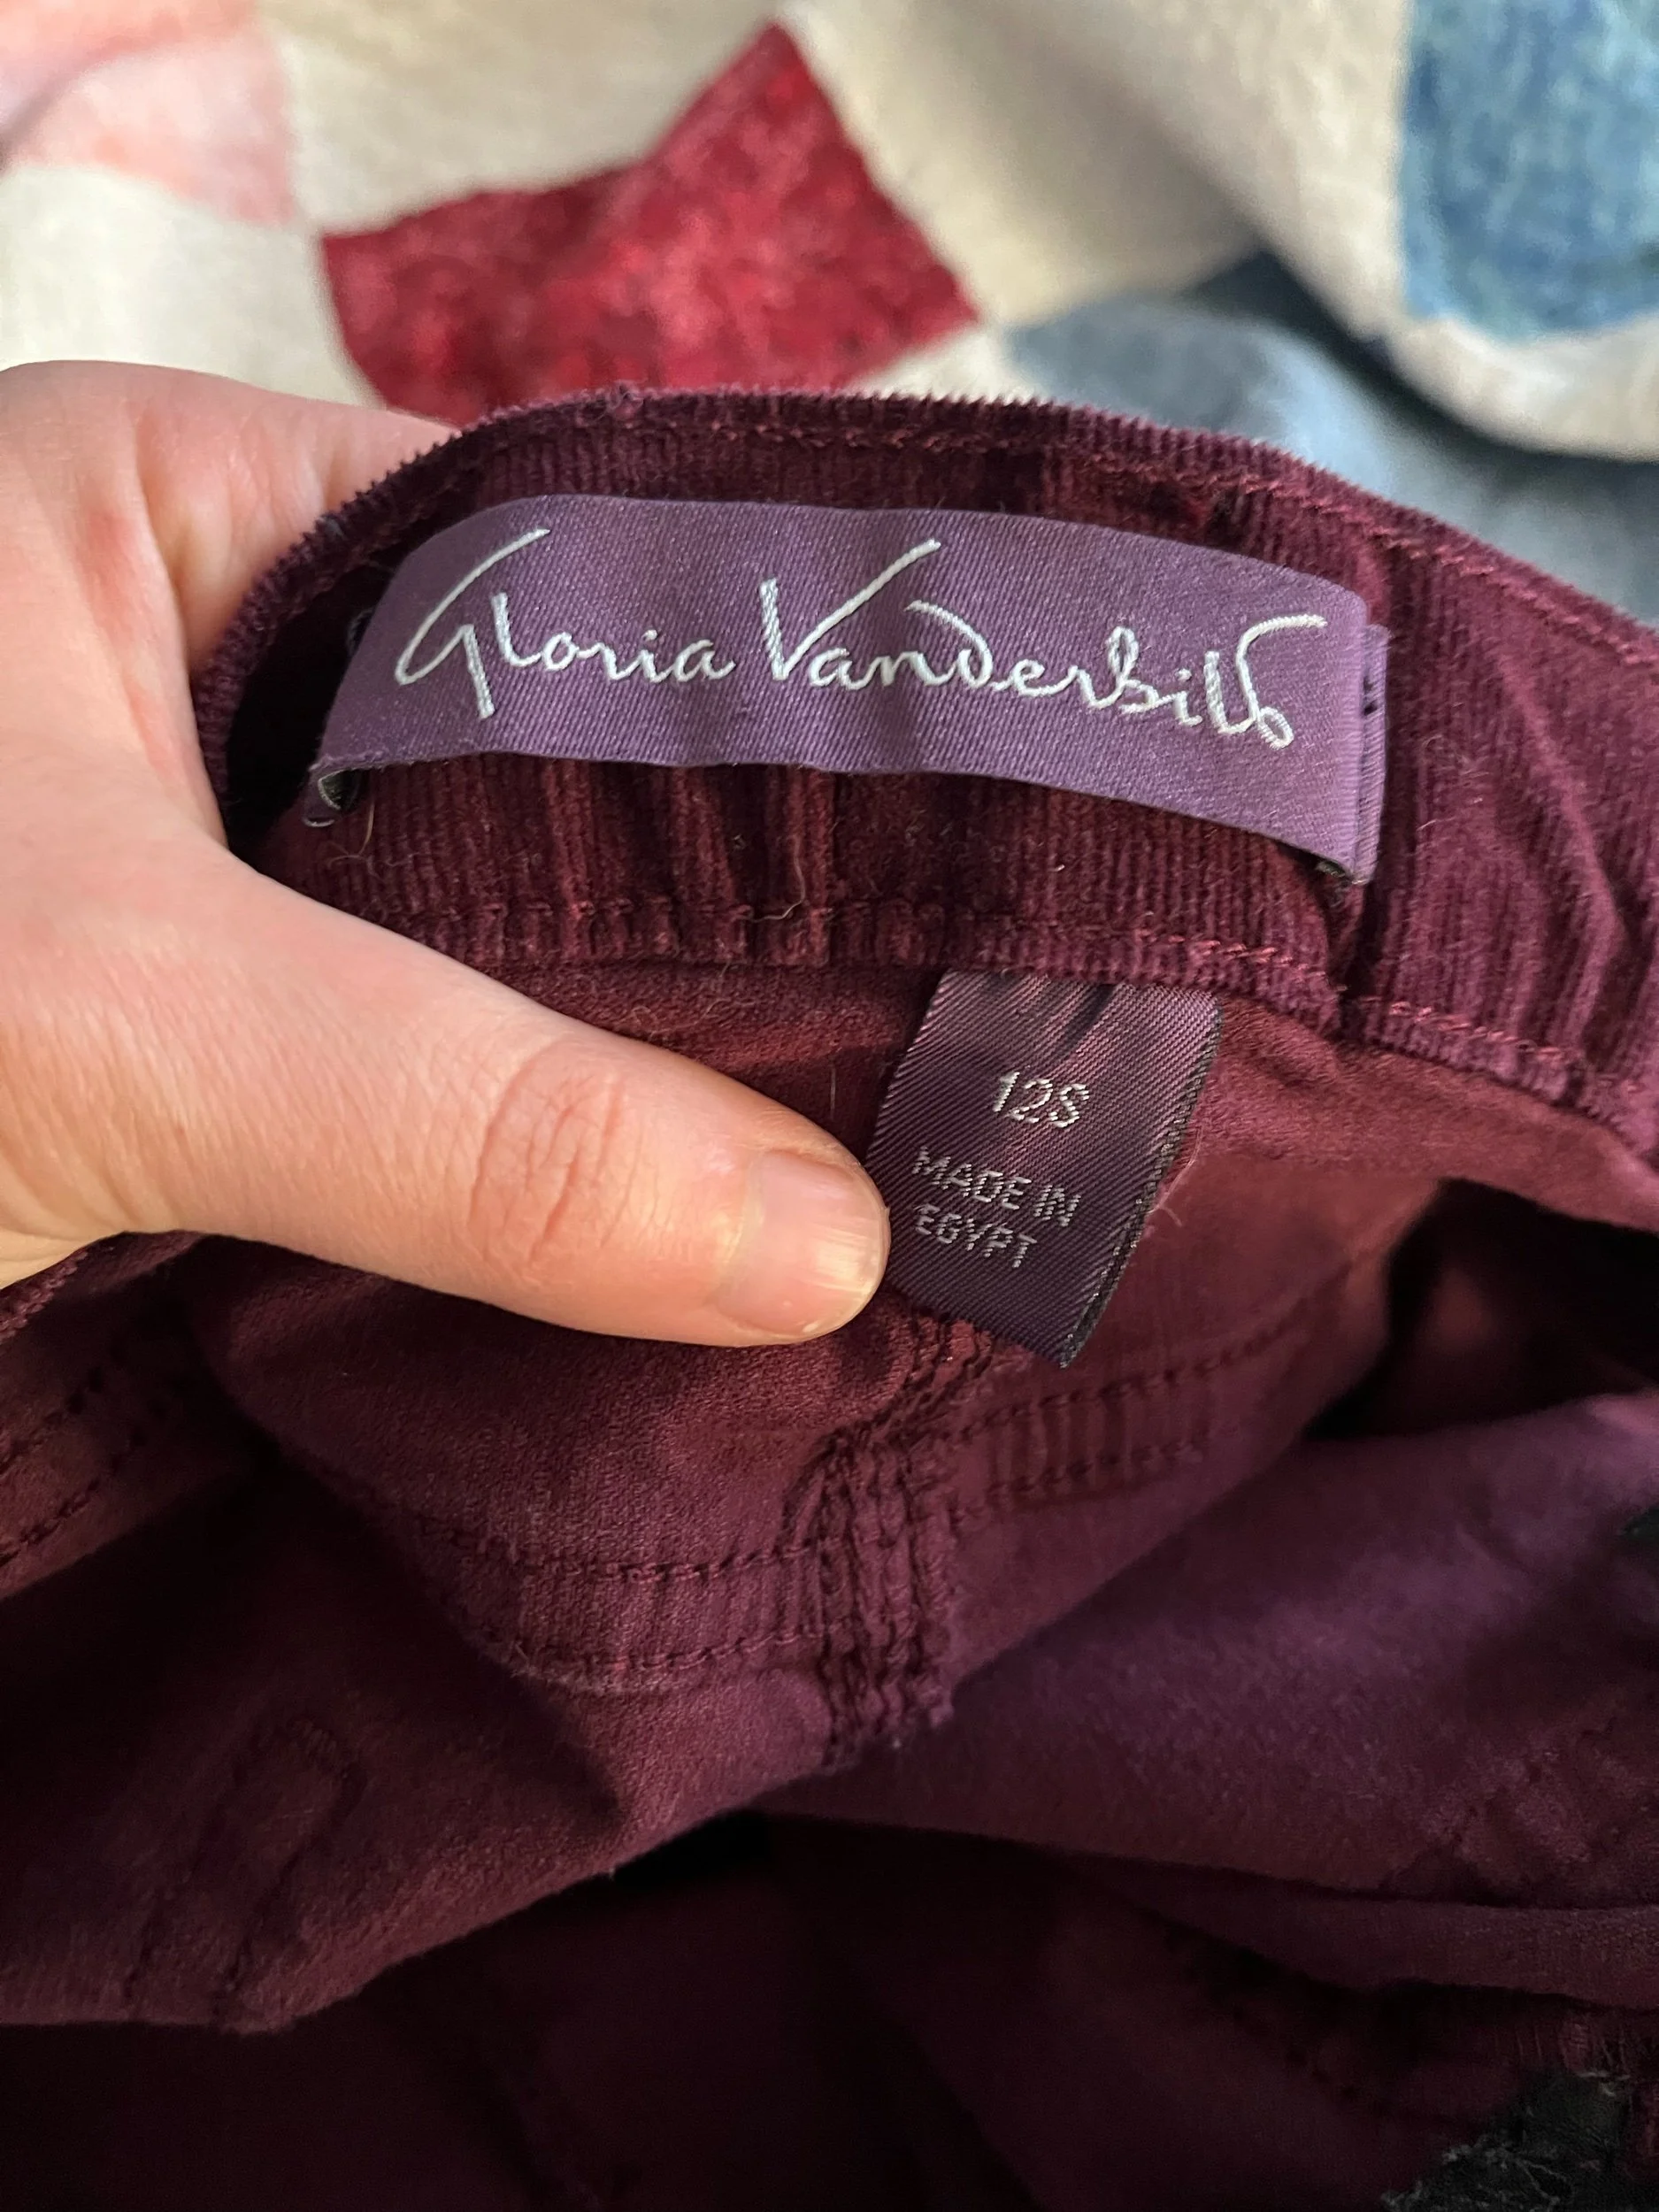 Gloria Vanderbilt
12S
MADE IN
EGYPT